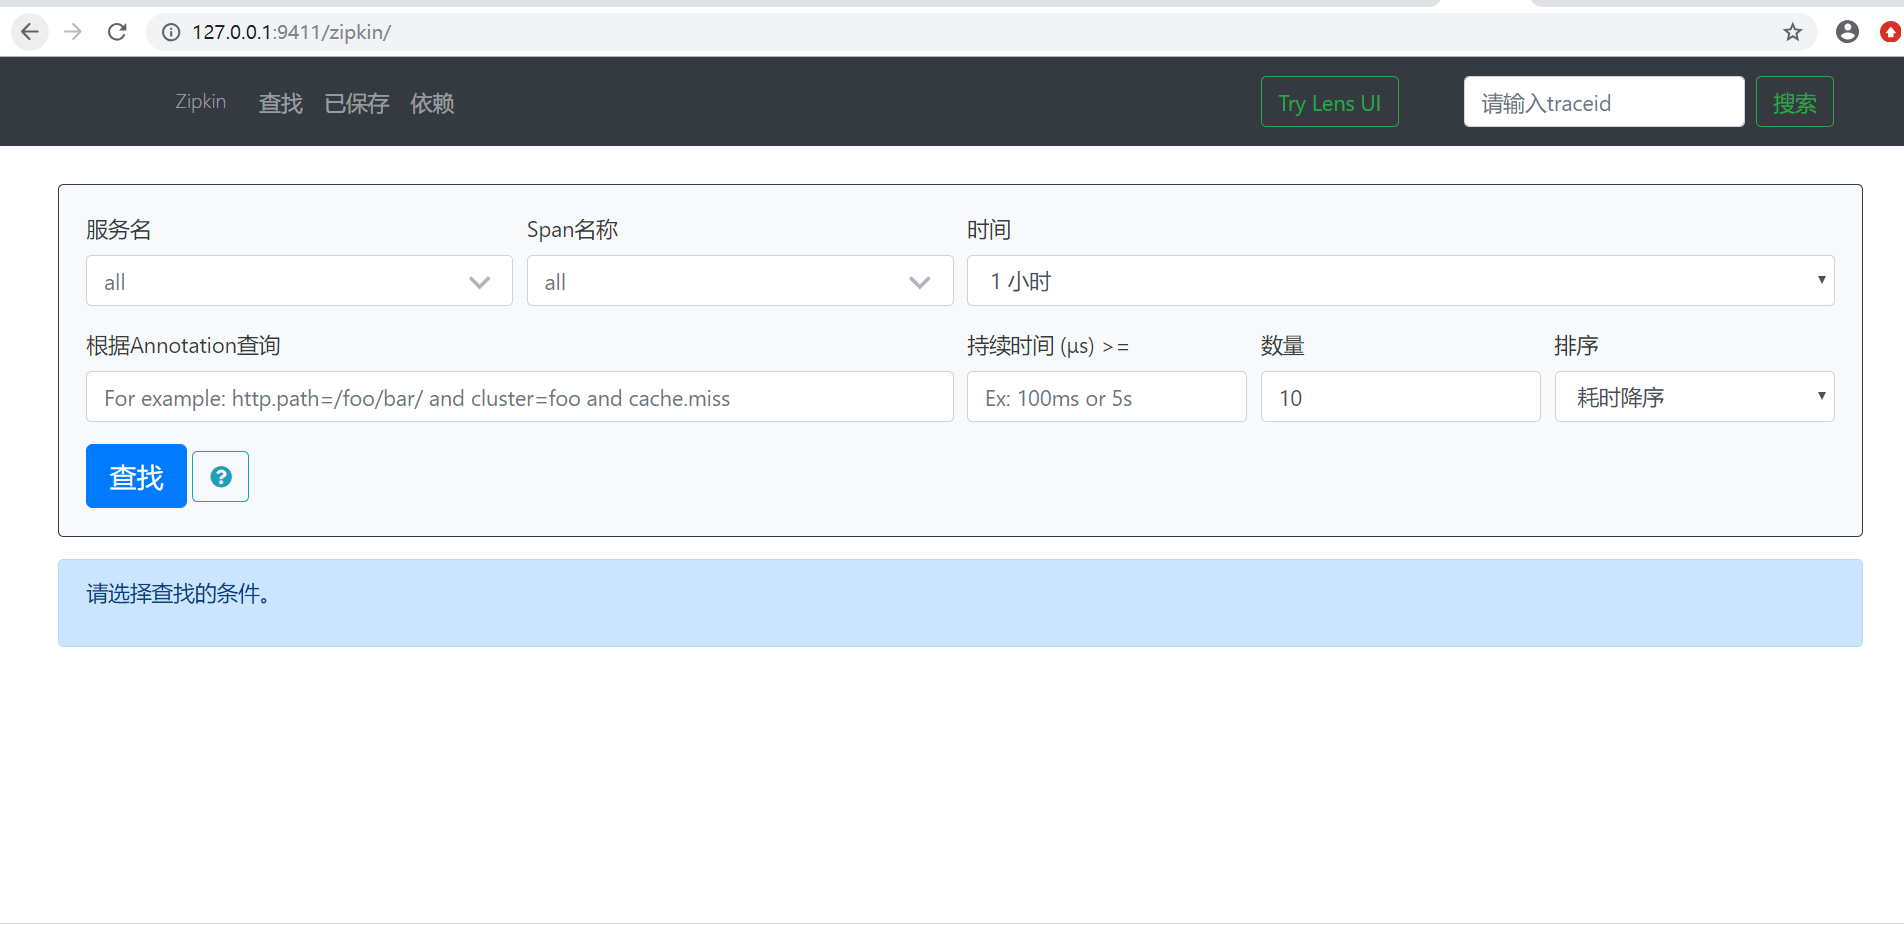 127.0.0.1:9411/zipkin/
Zipkin 查找 已保存 依赖 Try Lens UI 请输入traceid 搜索
服务名 Span名称 时间
all all 1 小时
根据Annotation查询 持续时间 (μs) >= 数量 排序
For example: http.path=/foo/bar/ and cluster=foo and cache.miss Ex: 100ms or 5s 10 耗时降序
查找 ?
请选择查找的条件。